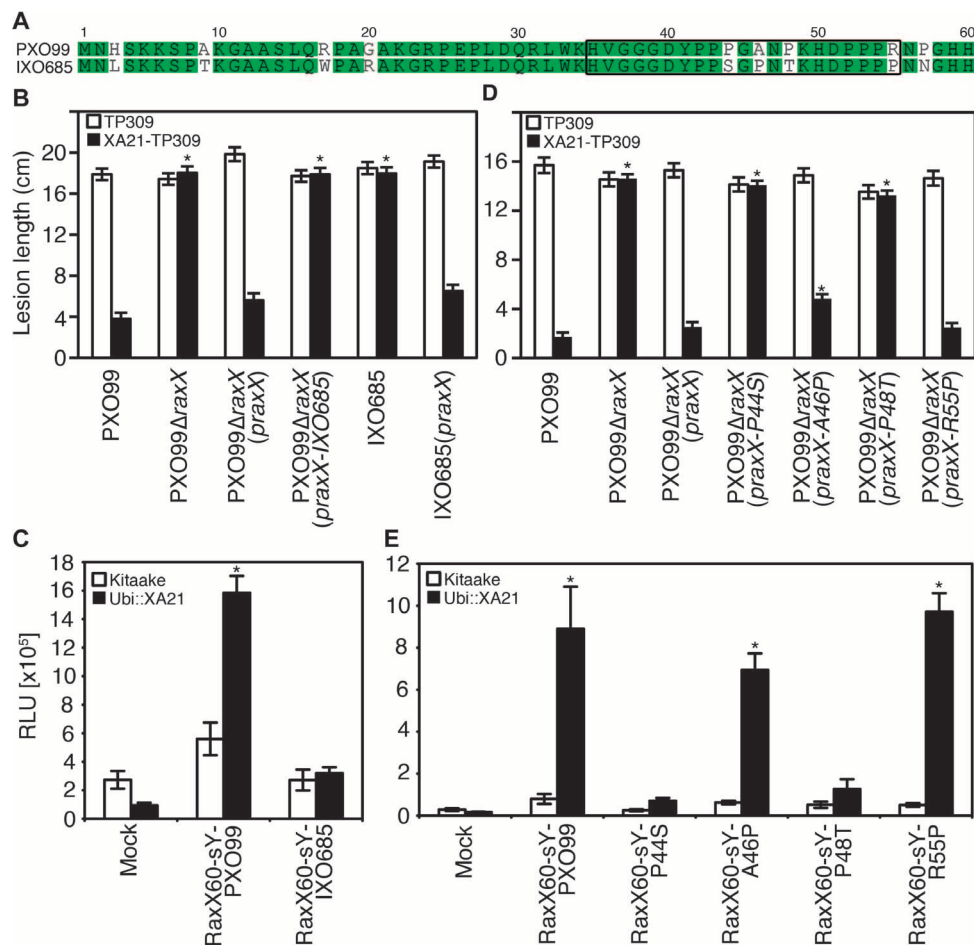 A
1 10 20 30 40 50 60
PXO99 MNHSKKSPAKGAASLQRPAGAKGRPEPLDQRLWKHVGGGDYPPPGANPKHDPPPRNPGHH
IXO685 MNLSKKSPTKGAASLQWPARAKGRPEPLDQRLWKHVGGGDYPPSGPNTKHDPPPPNNGHH
B
TP309
XA21-TP309
Lesion length (cm)
20
16
12
8
4
0
* * *
PXO99
PXO99ΔraxX
PXO99ΔraxX
(praxX)
PXO99ΔraxX
(praxX-IXO685)
IXO685
IXO685(praxX)
D
TP309
XA21-TP309
16
12
8
4
0
* * * *
PXO99
PXO99ΔraxX
PXO99ΔraxX
(praxX)
PXO99ΔraxX
(praxX-P44S)
PXO99ΔraxX
(praxX-A46P)
PXO99ΔraxX
(praxX-P48T)
PXO99ΔraxX
(praxX-R55P)
C
Kitaake
Ubi::XA21
RLU [x10⁵]
18
16
14
12
10
8
6
4
2
0
*
Mock
RaxX60-sY-
PXO99
RaxX60-sY-
IXO685
E
Kitaake
Ubi::XA21
12
10
8
6
4
2
0
* * *
Mock
RaxX60-sY-
PXO99
RaxX60-sY-
P44S
RaxX60-sY-
A46P
RaxX60-sY-
P48T
RaxX60-sY-
R55P